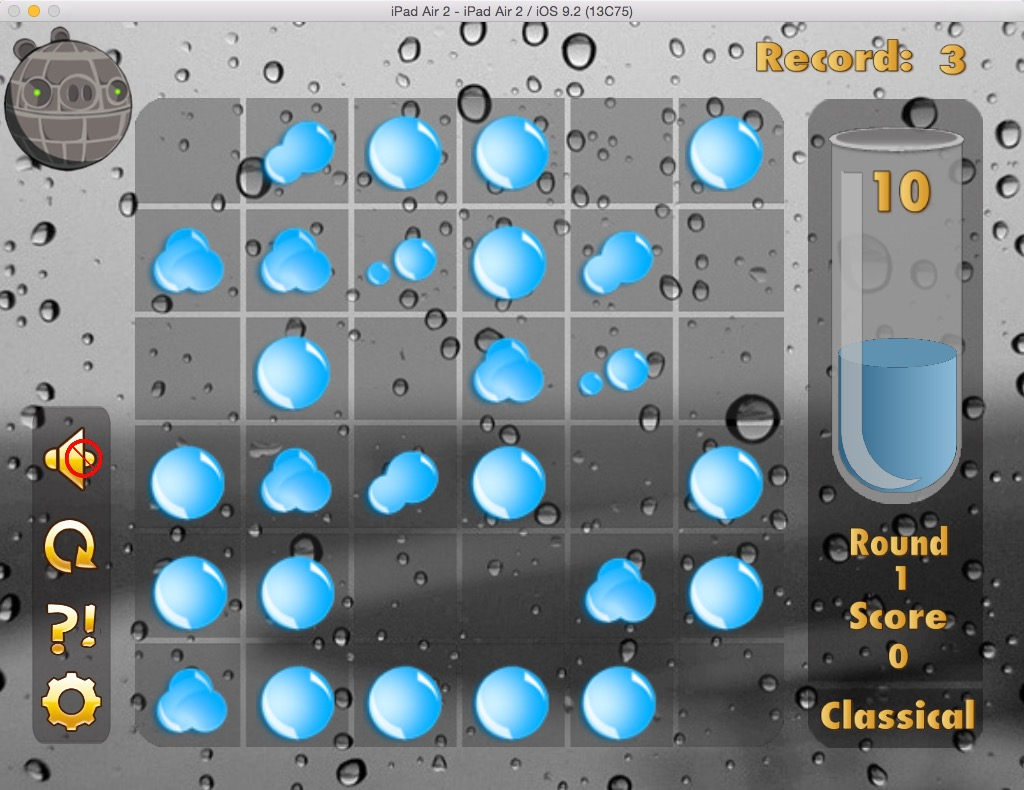 iPad Air 2 - iPad Air 2 / iOS 9.2 (13C75)
Record: 3
10
?!
Round
1
Score
0
Classical